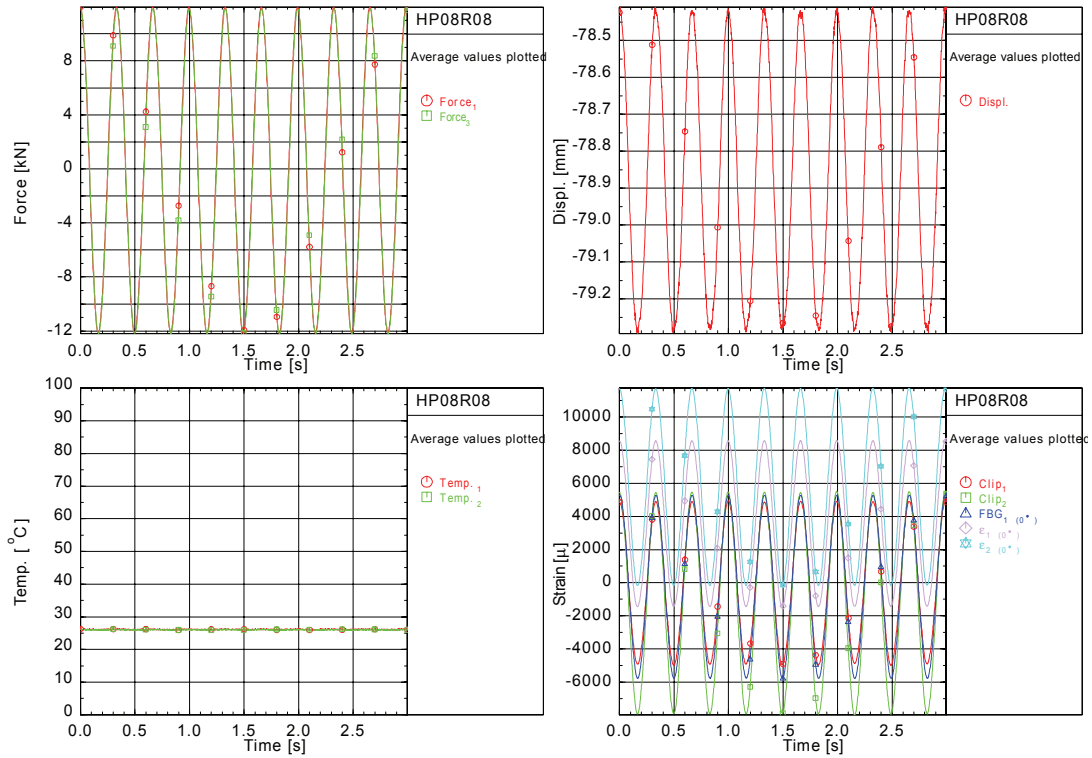 HP08R08
Average values plotted
Force1
Force3
Force [kN]
8
4
0
-4
-8
-12
0.0 0.5 1.0 1.5 2.0 2.5
Time [s]
HP08R08
Average values plotted
Displ.
Displ. [mm]
-78.5
-78.6
-78.7
-78.8
-78.9
-79.0
-79.1
-79.2
0.0 0.5 1.0 1.5 2.0 2.5
Time [s]
HP08R08
Average values plotted
Temp. 1
Temp. 2
Temp. [ °C]
100
90
80
70
60
50
40
30
20
10
0
0.0 0.5 1.0 1.5 2.0 2.5
Time [s]
HP08R08
Average values plotted
Clip1
Clip2
FBG1 (0°)
ε1 (0°)
ε2 (0°)
Strain [µ]
10000
8000
6000
4000
2000
0
-2000
-4000
-6000
0.0 0.5 1.0 1.5 2.0 2.5
Time [s]